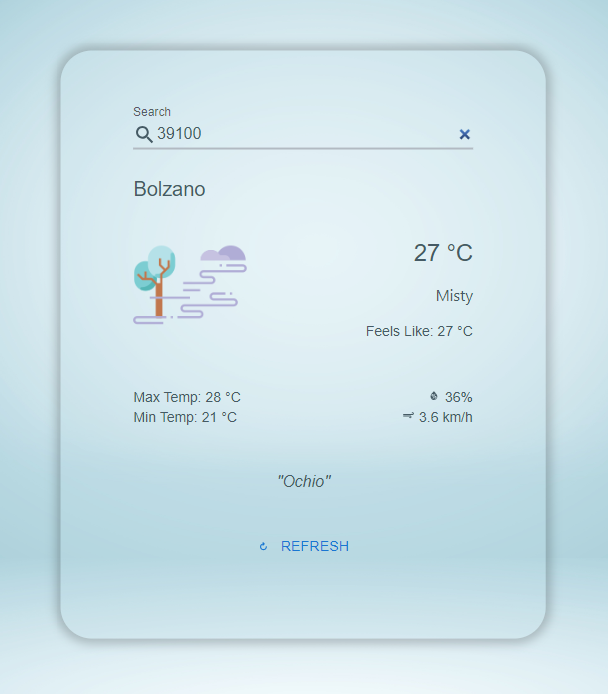 Search
39100
Bolzano
27 °C
Misty
Feels Like: 27 °C
Max Temp: 28 °C
36%
Min Temp: 21 °C
3.6 km/h
"Ochio"
REFRESH